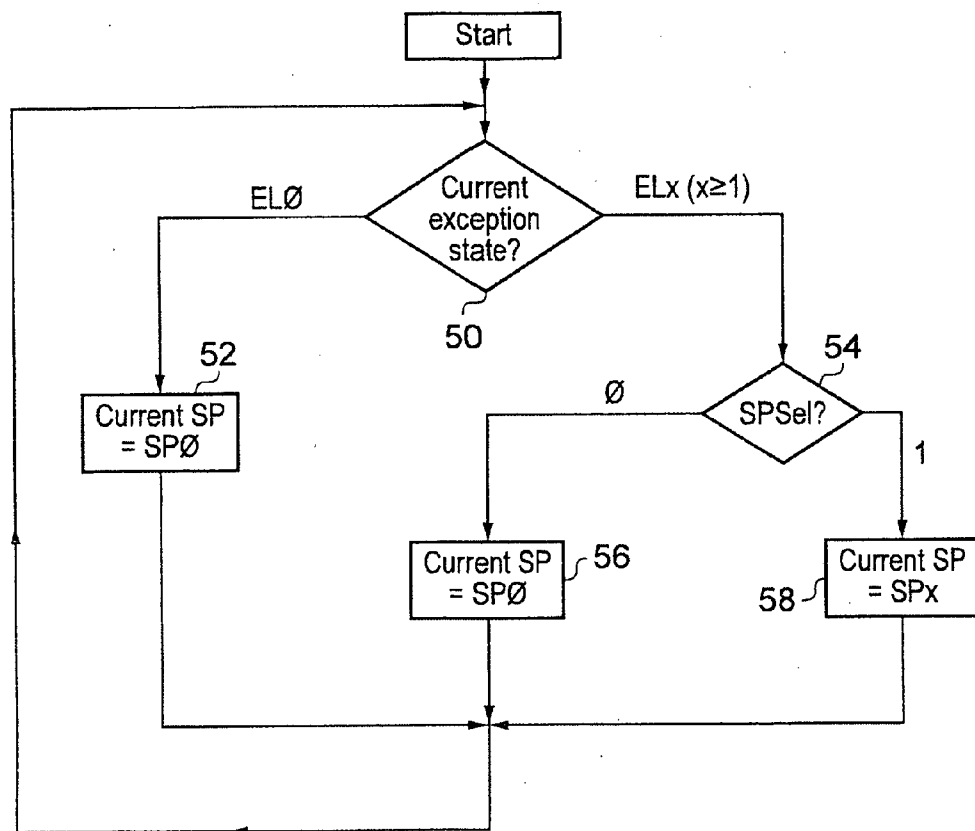 Start
Current
exception
state?
ELØ
ELx (x≥1)
50
52
Current SP
= SPØ
54
SPSel?
Ø
1
Current SP
= SPØ
56
58
Current SP
= SPx